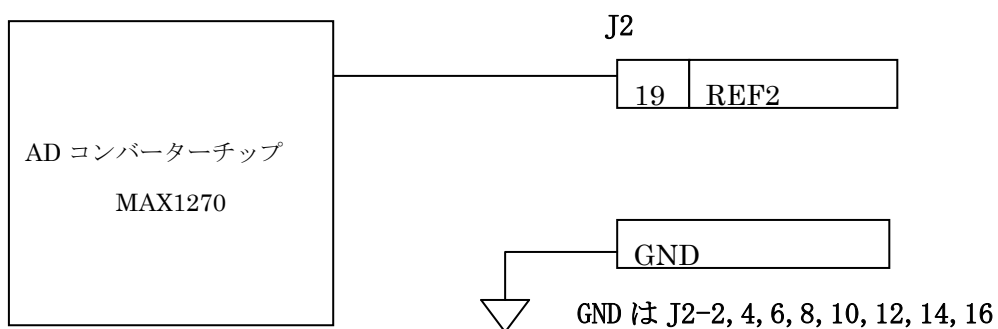 J2
19 REF2
AD コンバーターチップ
MAX1270
GND
GND は J2-2, 4, 6, 8, 10, 12, 14, 16